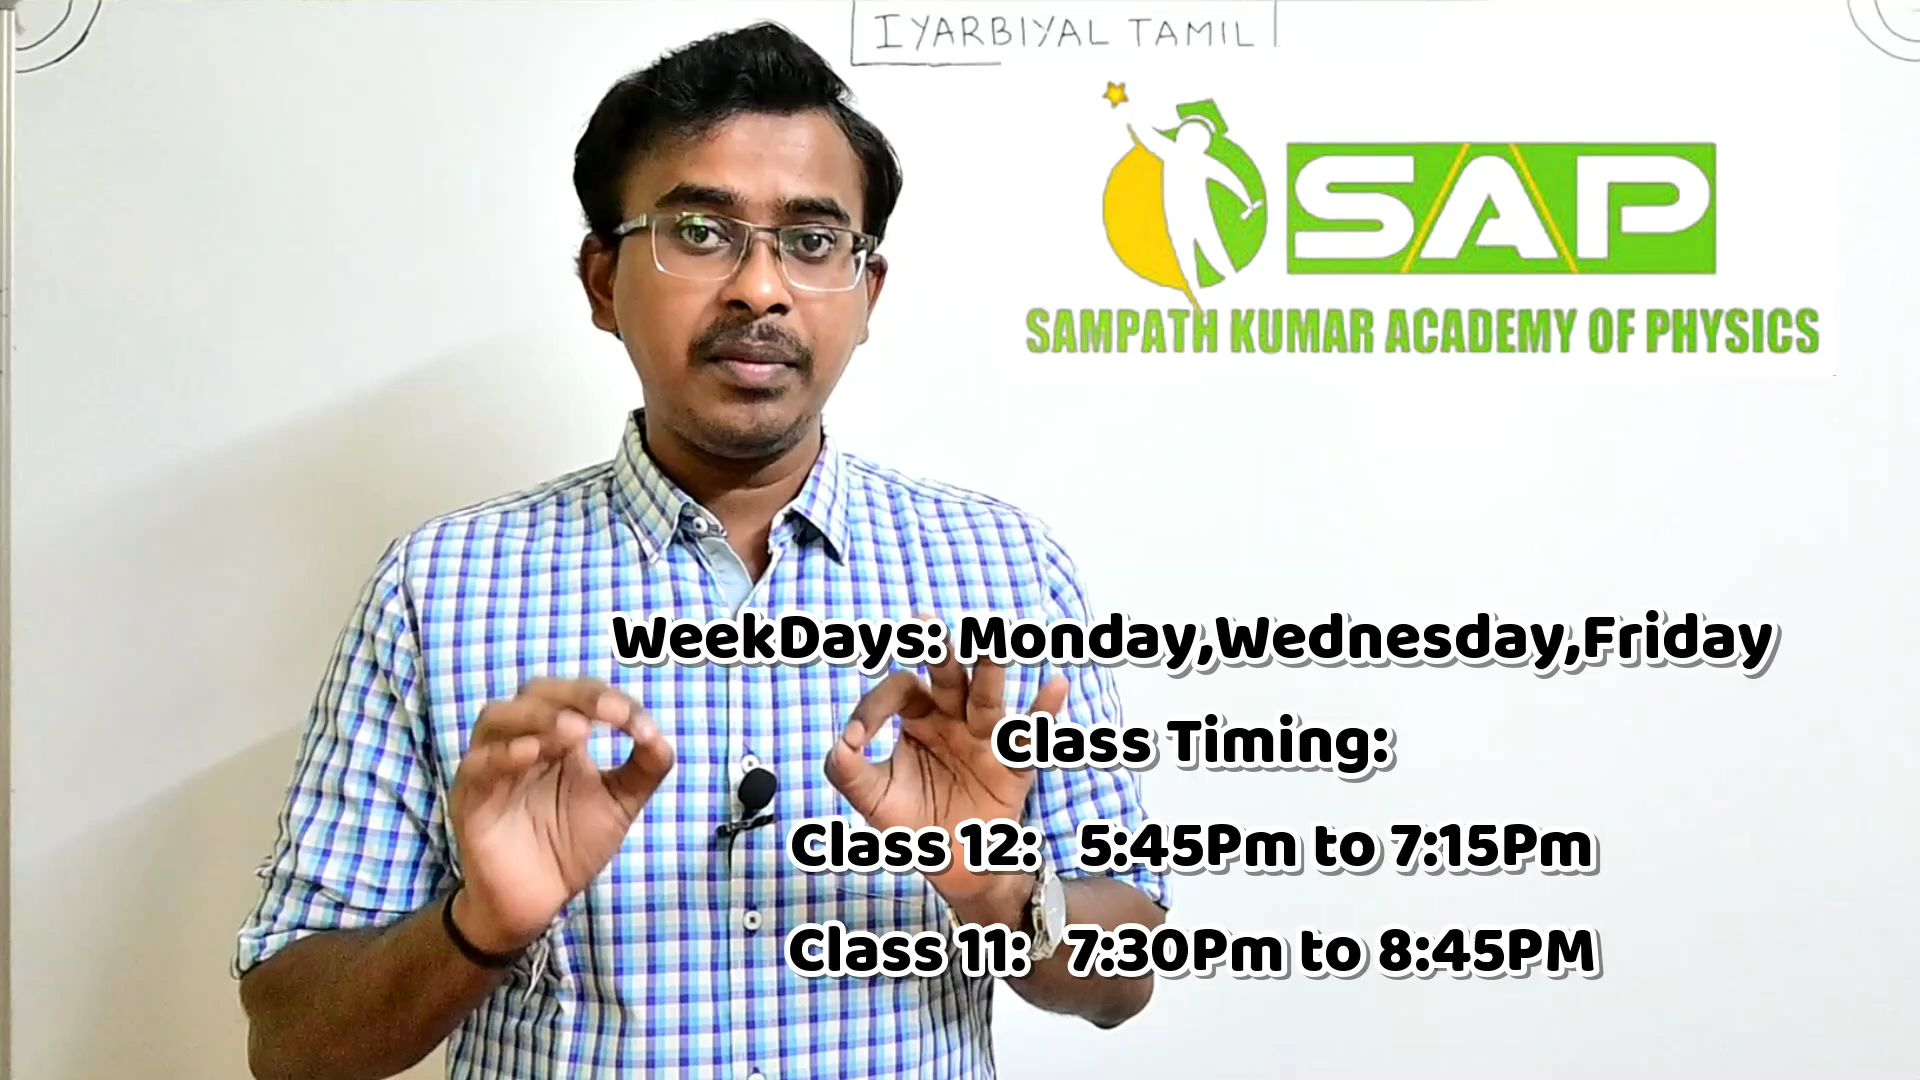 IYARBIYAL TAMIL
SAP
SAMPATH KUMAR ACADEMY OF PHYSICS
WeekDays: Monday,Wednesday,Friday
Class Timing:
Class 12: 5:45Pm to 7:15Pm
Class 11: 7:30Pm to 8:45PM